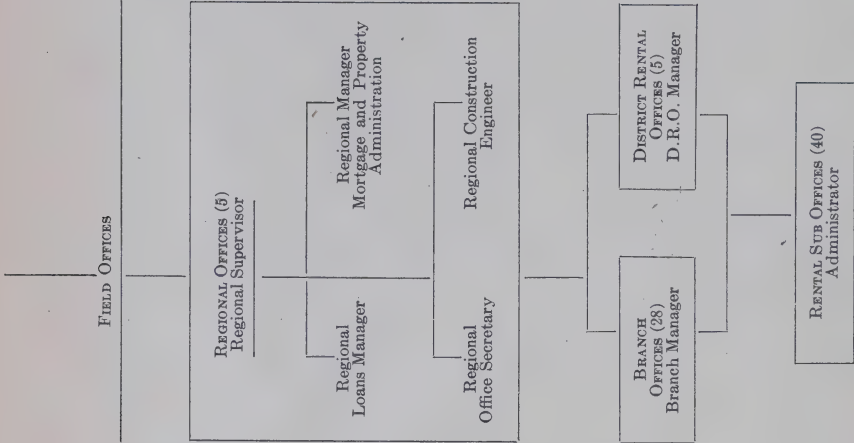 FIELD OFFICES
REGIONAL OFFICES (5)
Regional Supervisor
Regional
Loans Manager
Regional Manager
Mortgage and Property
Administration
Regional
Office Secretary
Regional Construction
Engineer
BRANCH
OFFICES (28)
Branch Manager
DISTRICT RENTAL
OFFICES (5)
D.R.O. Manager
RENTAL SUB OFFICES (40)
Administrator